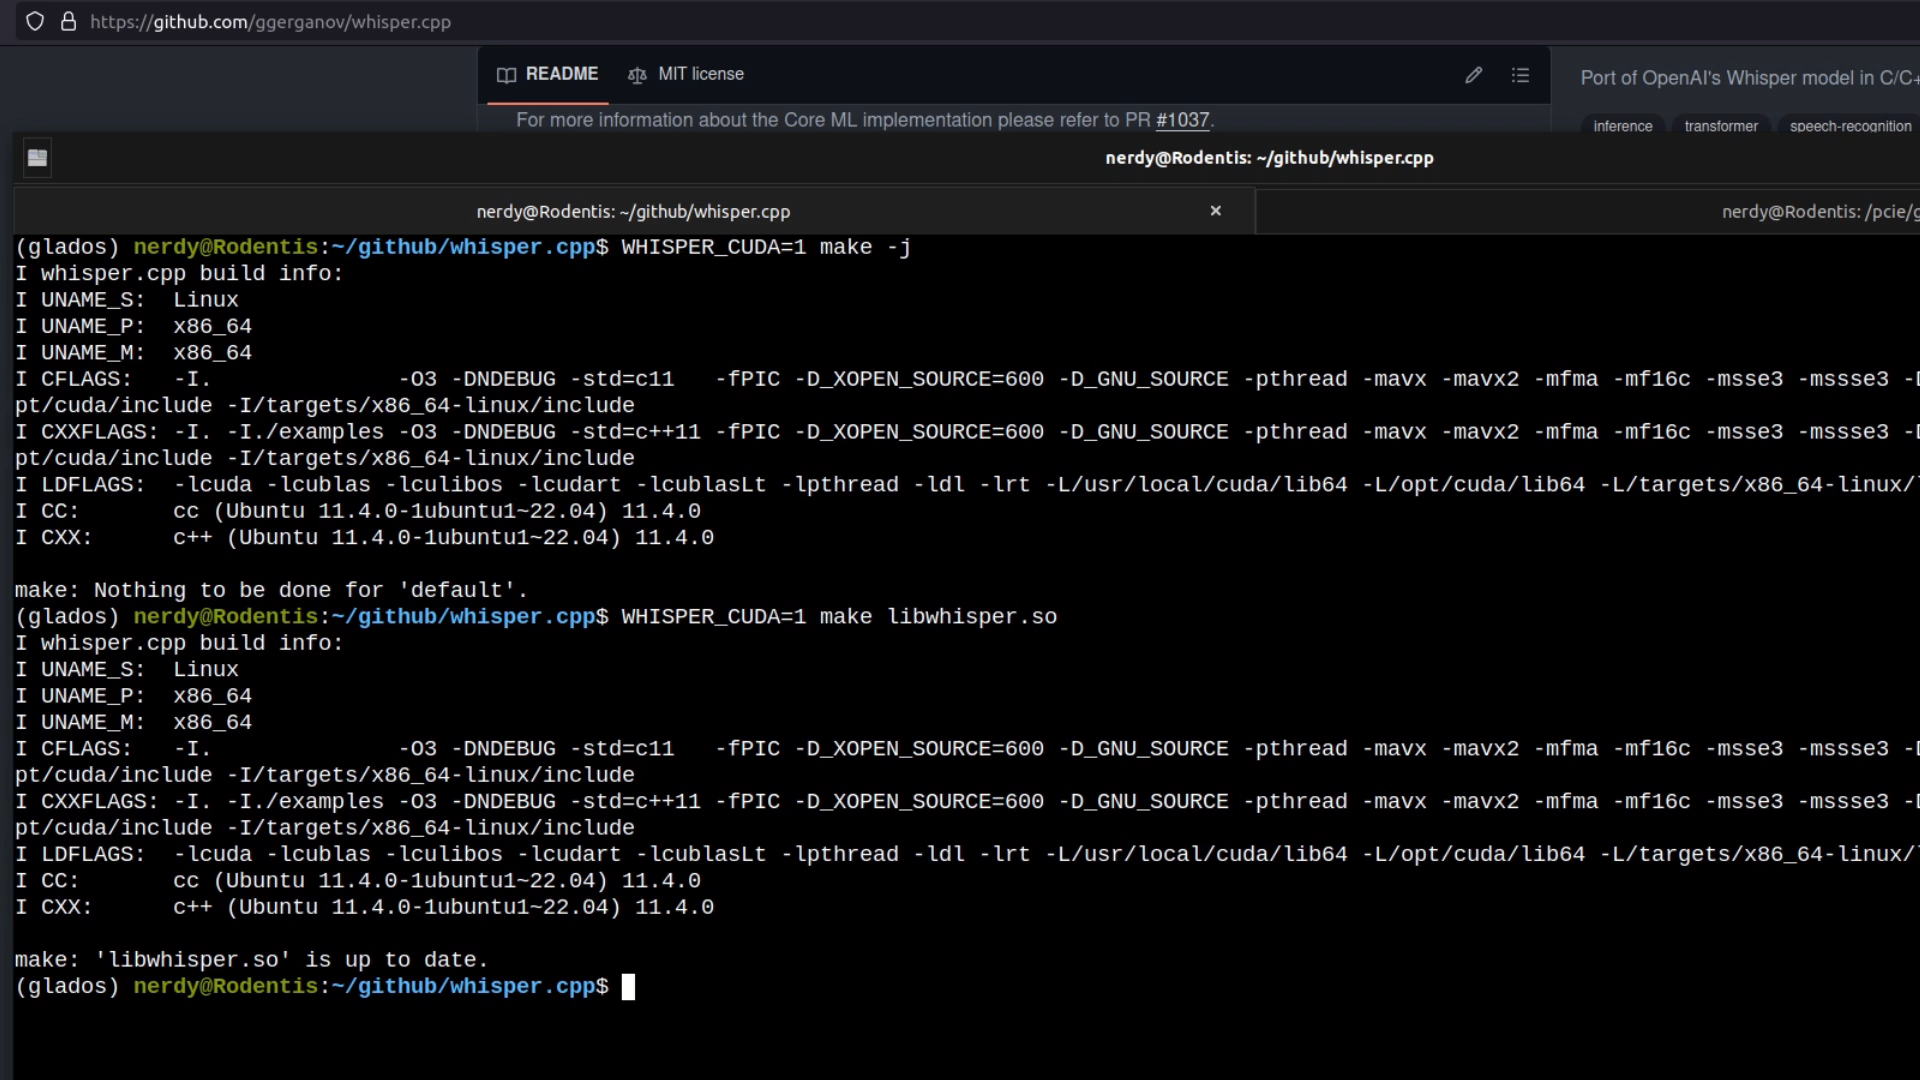 https://github.com/ggerganov/whisper.cpp
README MIT license
Port of OpenAI's Whisper model in C/C+
For more information about the Core ML implementation please refer to PR #1037.
inference transformer speech-recognition
nerdy@Rodentis: ~/github/whisper.cpp
nerdy@Rodentis: ~/github/whisper.cpp × nerdy@Rodentis: /pcie/g
(glados) nerdy@Rodentis:~/github/whisper.cpp$ WHISPER_CUDA=1 make -j
I whisper.cpp build info:
I UNAME_S:  Linux
I UNAME_P:  x86_64
I UNAME_M:  x86_64
I CFLAGS:   -I.              -O3 -DNDEBUG -std=c11   -fPIC -D_XOPEN_SOURCE=600 -D_GNU_SOURCE -pthread -mavx -mavx2 -mfma -mf16c -msse3 -mssse3 -D
pt/cuda/include -I/targets/x86_64-linux/include
I CXXFLAGS: -I. -I./examples -O3 -DNDEBUG -std=c++11 -fPIC -D_XOPEN_SOURCE=600 -D_GNU_SOURCE -pthread -mavx -mavx2 -mfma -mf16c -msse3 -mssse3 -D
pt/cuda/include -I/targets/x86_64-linux/include
I LDFLAGS:  -lcuda -lcublas -lculibos -lcudart -lcublasLt -lpthread -ldl -lrt -L/usr/local/cuda/lib64 -L/opt/cuda/lib64 -L/targets/x86_64-linux/
I CC:       cc (Ubuntu 11.4.0-1ubuntu1~22.04) 11.4.0
I CXX:      c++ (Ubuntu 11.4.0-1ubuntu1~22.04) 11.4.0
make: Nothing to be done for 'default'.
(glados) nerdy@Rodentis:~/github/whisper.cpp$ WHISPER_CUDA=1 make libwhisper.so
I whisper.cpp build info:
I UNAME_S:  Linux
I UNAME_P:  x86_64
I UNAME_M:  x86_64
I CFLAGS:   -I.              -O3 -DNDEBUG -std=c11   -fPIC -D_XOPEN_SOURCE=600 -D_GNU_SOURCE -pthread -mavx -mavx2 -mfma -mf16c -msse3 -mssse3 -D
pt/cuda/include -I/targets/x86_64-linux/include
I CXXFLAGS: -I. -I./examples -O3 -DNDEBUG -std=c++11 -fPIC -D_XOPEN_SOURCE=600 -D_GNU_SOURCE -pthread -mavx -mavx2 -mfma -mf16c -msse3 -mssse3 -D
pt/cuda/include -I/targets/x86_64-linux/include
I LDFLAGS:  -lcuda -lcublas -lculibos -lcudart -lcublasLt -lpthread -ldl -lrt -L/usr/local/cuda/lib64 -L/opt/cuda/lib64 -L/targets/x86_64-linux/
I CC:       cc (Ubuntu 11.4.0-1ubuntu1~22.04) 11.4.0
I CXX:      c++ (Ubuntu 11.4.0-1ubuntu1~22.04) 11.4.0
make: 'libwhisper.so' is up to date.
(glados) nerdy@Rodentis:~/github/whisper.cpp$